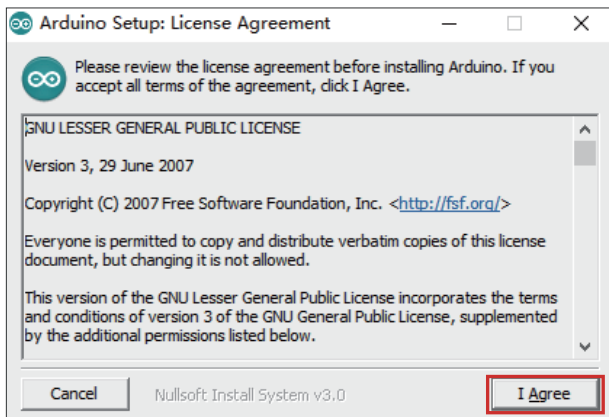 Arduino Setup: License Agreement
Please review the license agreement before installing Arduino. If you
accept all terms of the agreement, click I Agree.
GNU LESSER GENERAL PUBLIC LICENSE
Version 3, 29 June 2007
Copyright (C) 2007 Free Software Foundation, Inc. <http://fsf.org/>
Everyone is permitted to copy and distribute verbatim copies of this license
document, but changing it is not allowed.
This version of the GNU Lesser General Public License incorporates the terms
and conditions of version 3 of the GNU General Public License, supplemented
by the additional permissions listed below.
Cancel
Nullsoft Install System v3.0
I Agree